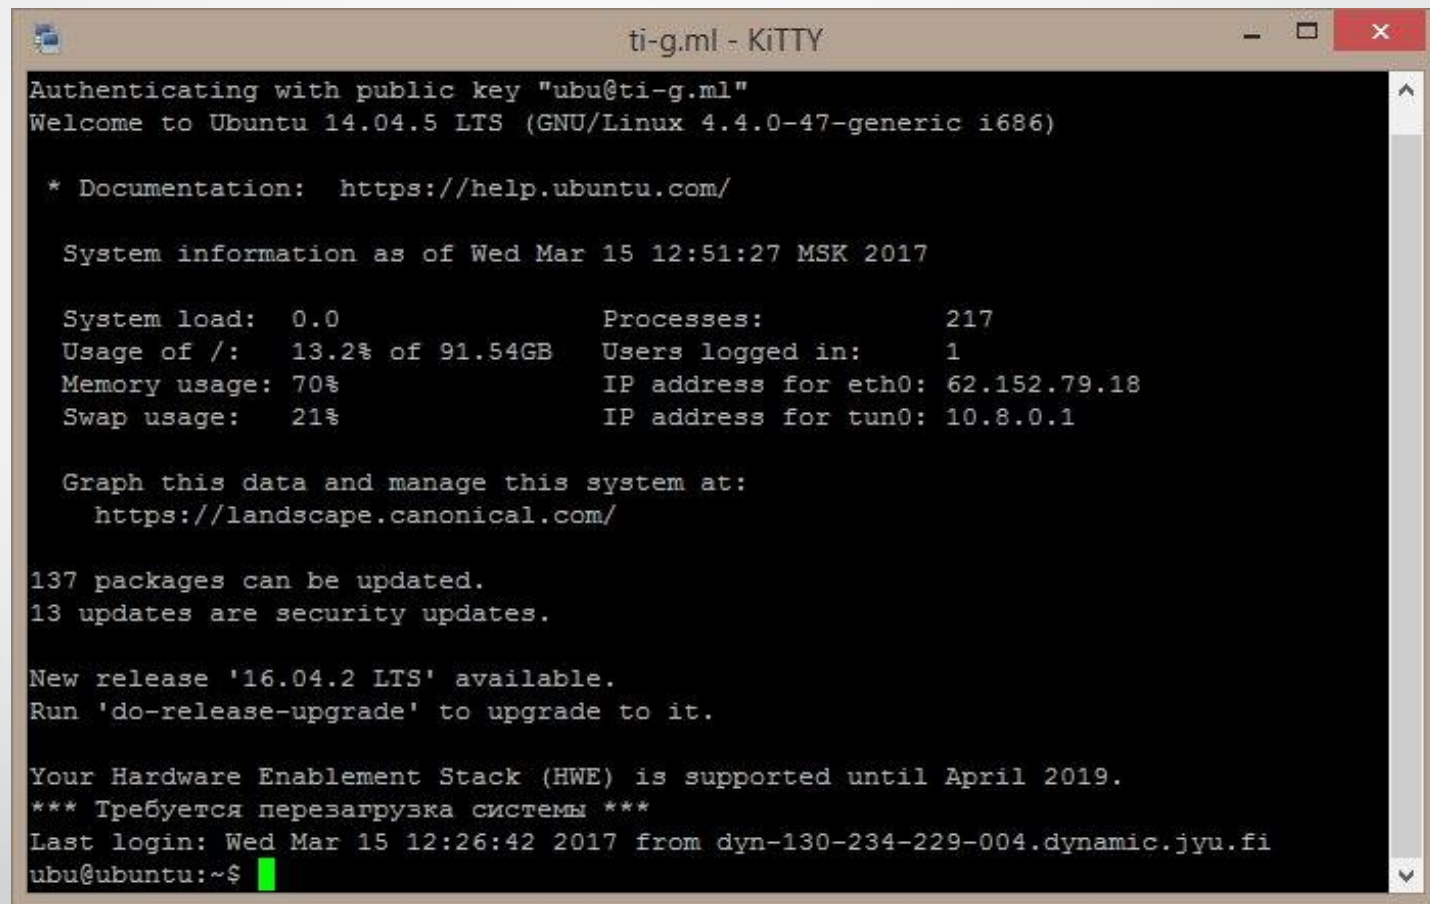 ti-g.ml - KiTTY
Authenticating with public key "ubu@ti-g.ml"
Welcome to Ubuntu 14.04.5 LTS (GNU/Linux 4.4.0-47-generic i686)
* Documentation:  https://help.ubuntu.com/
System information as of Wed Mar 15 12:51:27 MSK 2017
System load:  0.0                Processes:           217
Usage of /:   13.2% of 91.54GB   Users logged in:     1
Memory usage: 70%                IP address for eth0: 62.152.79.18
Swap usage:   21%                IP address for tun0: 10.8.0.1
Graph this data and manage this system at:
https://landscape.canonical.com/
137 packages can be updated.
13 updates are security updates.
New release '16.04.2 LTS' available.
Run 'do-release-upgrade' to upgrade to it.
Your Hardware Enablement Stack (HWE) is supported until April 2019.
*** Требуется перезагрузка системы ***
Last login: Wed Mar 15 12:26:42 2017 from dyn-130-234-229-004.dynamic.jyu.fi
ubu@ubuntu:~$